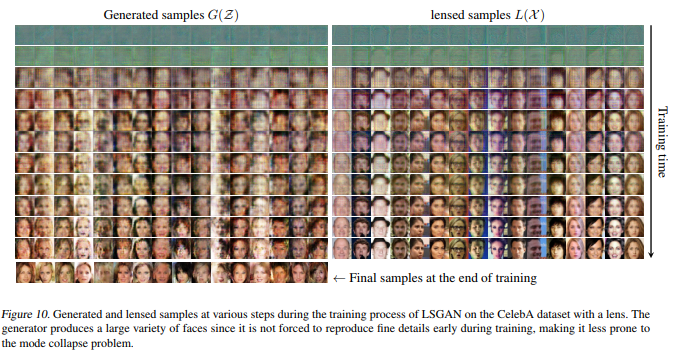 Generated samples G(Z)
lensed samples L(X)
Training time
← Final samples at the end of training
Figure 10. Generated and lensed samples at various steps during the training process of LSGAN on the CelebA dataset with a lens. The
generator produces a large variety of faces since it is not forced to reproduce fine details early during training, making it less prone to
the mode collapse problem.